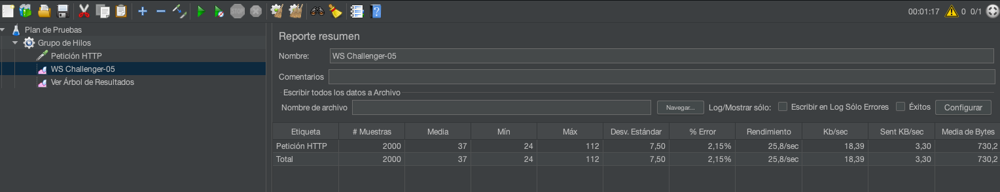 STOP
?
00:01:17 0 0/1
Plan de Pruebas
Grupo de Hilos
Petición HTTP
WS Challenger-05
Ver Árbol de Resultados
Reporte resumen
Nombre: WS Challenger-05
Comentarios
Escribir todos los datos a Archivo
Nombre de archivo Navegar... Log/Mostrar sólo: Escribir en Log Sólo Errores Éxitos Configurar
Etiqueta # Muestras Media Mín Máx Desv. Estándar % Error Rendimiento Kb/sec Sent KB/sec Media de Bytes
Petición HTTP 2000 37 24 112 7,50 2,15% 25,8/sec 18,39 3,30 730,2
Total 2000 37 24 112 7,50 2,15% 25,8/sec 18,39 3,30 730,2